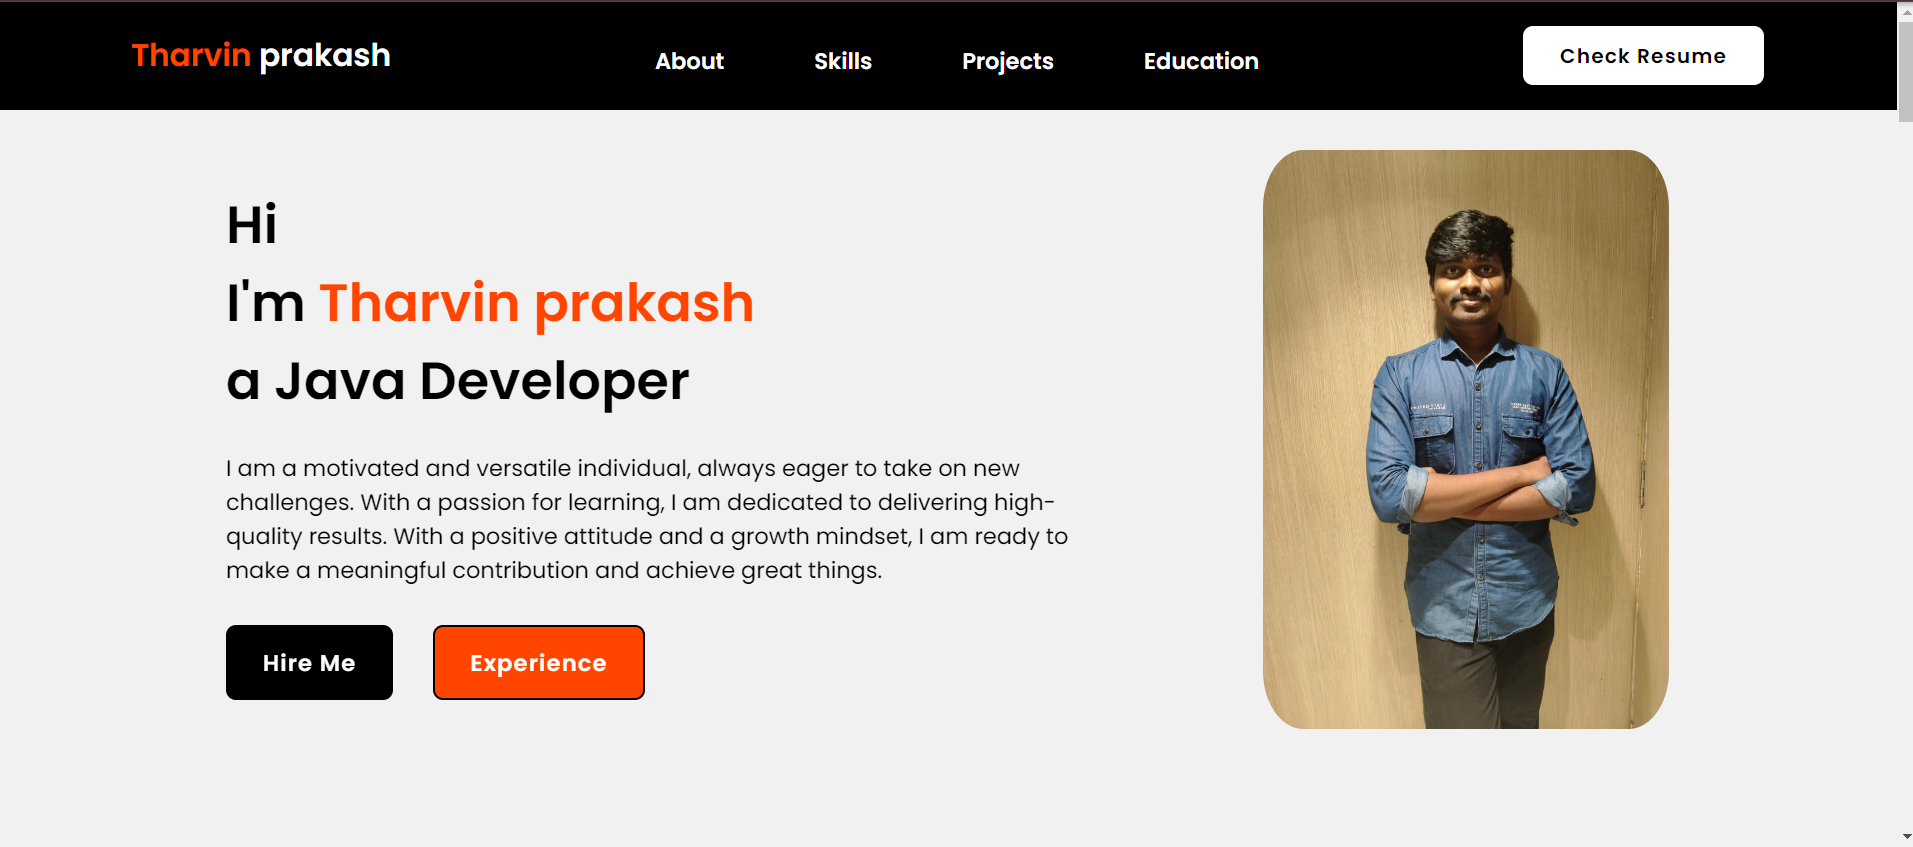 Tharvin prakash
About
Skills
Projects
Education
Check Resume
Hi
I'm Tharvin prakash
a Java Developer
I am a motivated and versatile individual, always eager to take on new
challenges. With a passion for learning, I am dedicated to delivering high-
quality results. With a positive attitude and a growth mindset, I am ready to
make a meaningful contribution and achieve great things.
Hire Me
Experience